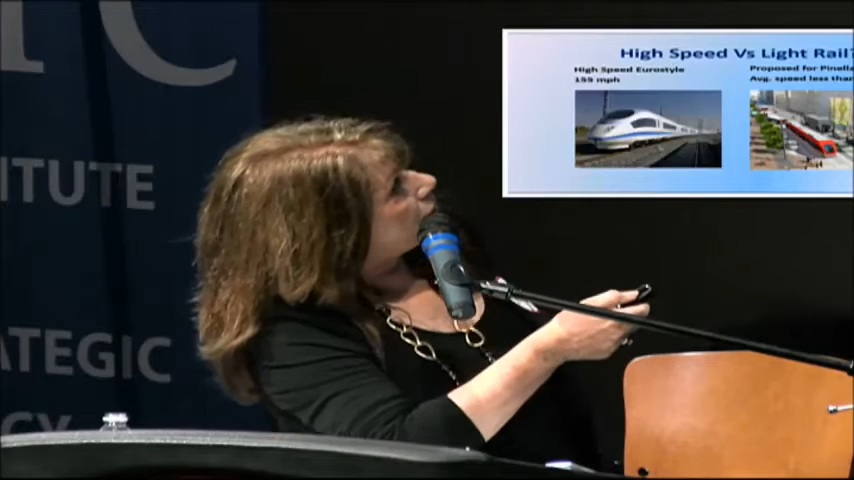 IC
ITUTE
ATEGIC
CY
High Speed Vs Light Rail?
High Speed Eurostyle
155 mph
Proposed for Pinella
Avg. speed less than